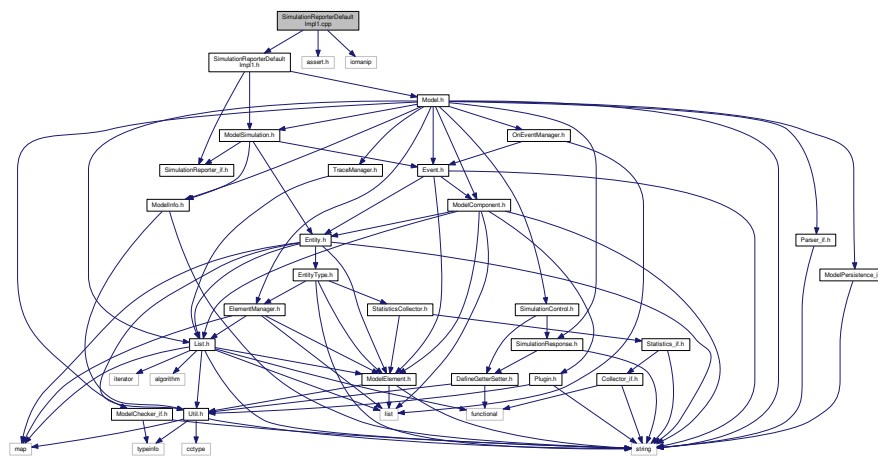 SimulationReporterDefault
Impl1.cpp
SimulationReporterDefault
Impl1.h
assert.h
iomanip
Model.h
ModelSimulation.h
OnEventManager.h
SimulationReporter_if.h
TraceManager.h
Event.h
ModelInfo.h
ModelComponent.h
Entity.h
Parser_if.h
EntityType.h
ModelPersistence_i
ElementManager.h
StatisticsCollector.h
SimulationControl.h
List.h
SimulationResponse.h
Statistics_if.h
iterator
algorithm
ModelElement.h
DefineGetterSetter.h
Plugin.h
Collector_if.h
ModelChecker_if.h
Util.h
list
functional
map
typeinfo
cctype
string